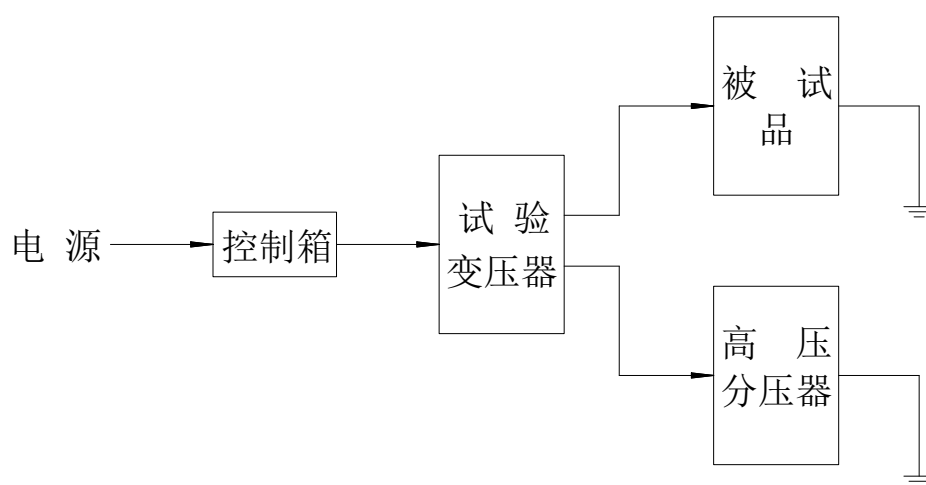 电 源
控制箱
试 验
变压器
被 试
品
高 压
分压器